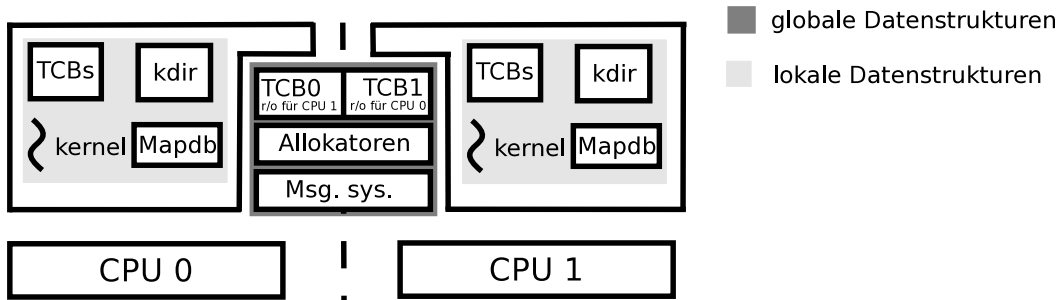 globale Datenstrukturen
lokale Datenstrukturen
TCBs
kdir
kernel
Mapdb
TCB0
r/o für CPU 1
TCB1
r/o für CPU 0
Allokatoren
Msg. sys.
TCBs
kdir
kernel
Mapdb
CPU 0
CPU 1